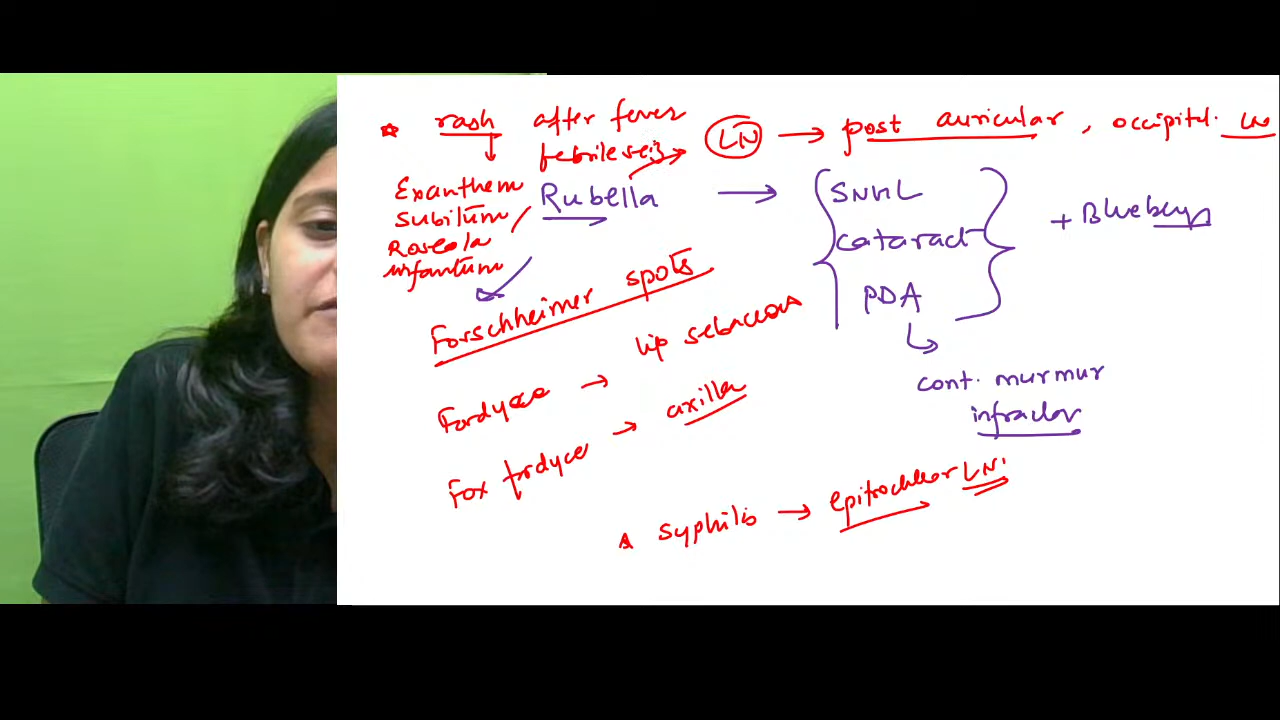 rash after fever LN → post auricular, occipital. LN
febrile seiz
Exanthem
subitum
Roseola
infantum
Rubella → SNHL
cataract
PDA
+ Blueberry
Forschheimer spots
cont. murmur
infraclav
Fordyce → lip sebaceous
Fox fordyce → axilla
syphilis → epitrochlear LN.